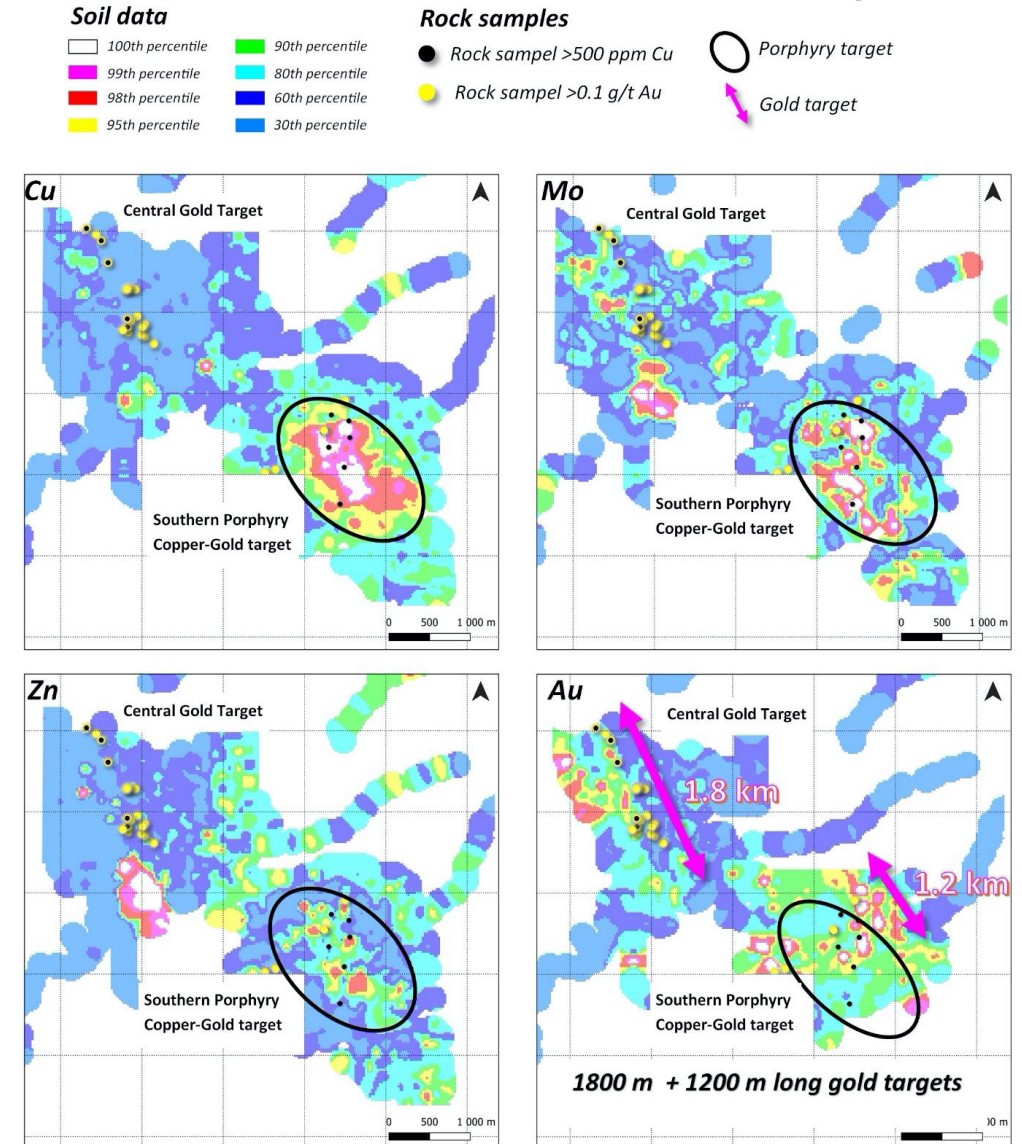 Soil data
100th percentile
99th percentile
98th percentile
95th percentile
90th percentile
80th percentile
60th percentile
30th percentile
Rock samples
Rock sampel >500 ppm Cu
Rock sampel >0.1 g/t Au
Porphyry target
Gold target
Cu
Central Gold Target
Southern Porphyry
Copper-Gold target
0 500 1 000 m
Mo
Central Gold Target
Southern Porphyry
Copper-Gold target
0 500 1 000 m
Zn
Central Gold Target
Southern Porphyry
Copper-Gold target
0 500 1 000 m
Au
Central Gold Target
1.8 km
1.2 km
Southern Porphyry
Copper-Gold target
1800 m + 1200 m long gold targets